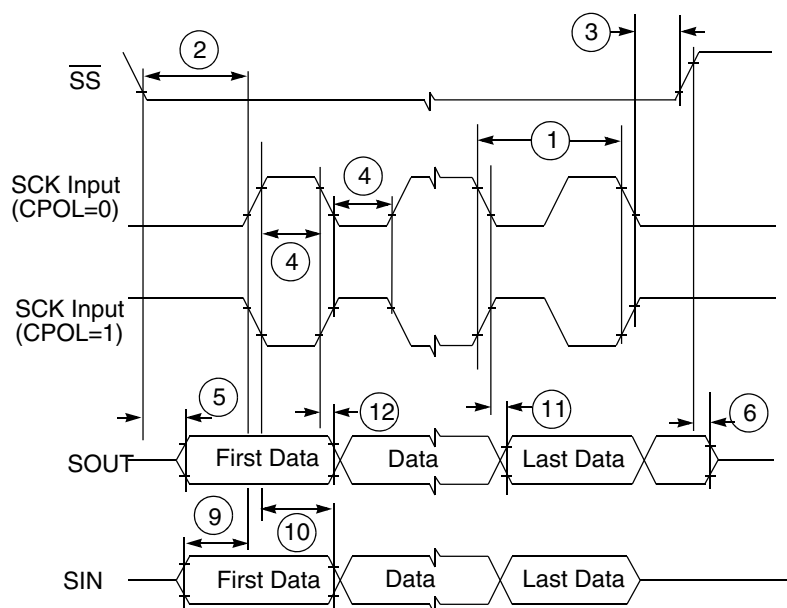 2
3
SS
1
SCK Input
(CPOL=0)
4
4
SCK Input
(CPOL=1)
5
12
11
6
SOUT
First Data
Data
Last Data
9
10
SIN
First Data
Data
Last Data